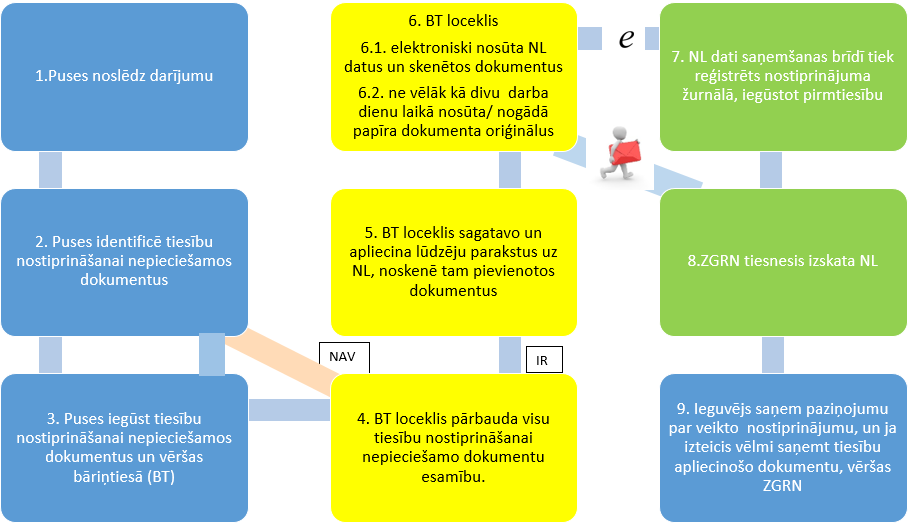 1.Puses noslēdz darījumu
2. Puses identificē tiesību
nostiprināšanai nepieciešamos
dokumentus
3. Puses iegūst tiesību
nostiprināšanai nepieciešamos
dokumentus un vēršas
bāriņtiesā (BT)
NAV
4. BT loceklis pārbauda visu
tiesību nostiprināšanai
nepieciešamo dokumentu
esamību.
IR
5. BT loceklis sagatavo un
apliecina lūdzēju parakstus uz
NL, noskenē tam pievienotos
dokumentus
6. BT loceklis
6.1. elektroniski nosūta NL
datus un skenētos dokumentus
6.2. ne vēlāk kā divu darba
dienu laikā nosūta/ nogādā
papīra dokumenta oriģinālus
e
7. NL dati saņemšanas brīdī tiek
reģistrēts nostiprinājuma
žurnālā, iegūstot pirmtiesību
8.ZGRN tiesnesis izskata NL
9. Ieguvējs saņem paziņojumu
par veikto nostiprinājumu, un ja
izteicis vēlmi saņemt tiesību
apliecinošo dokumentu, vēršas
ZGRN